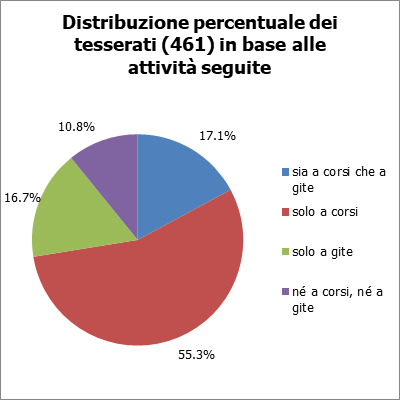 Distribuzione percentuale dei
tesserati (461) in base alle
attività seguite
10.8%
17.1%
16.7%
55.3%
sia a corsi che a
gite
solo a corsi
solo a gite
né a corsi, né a
gite